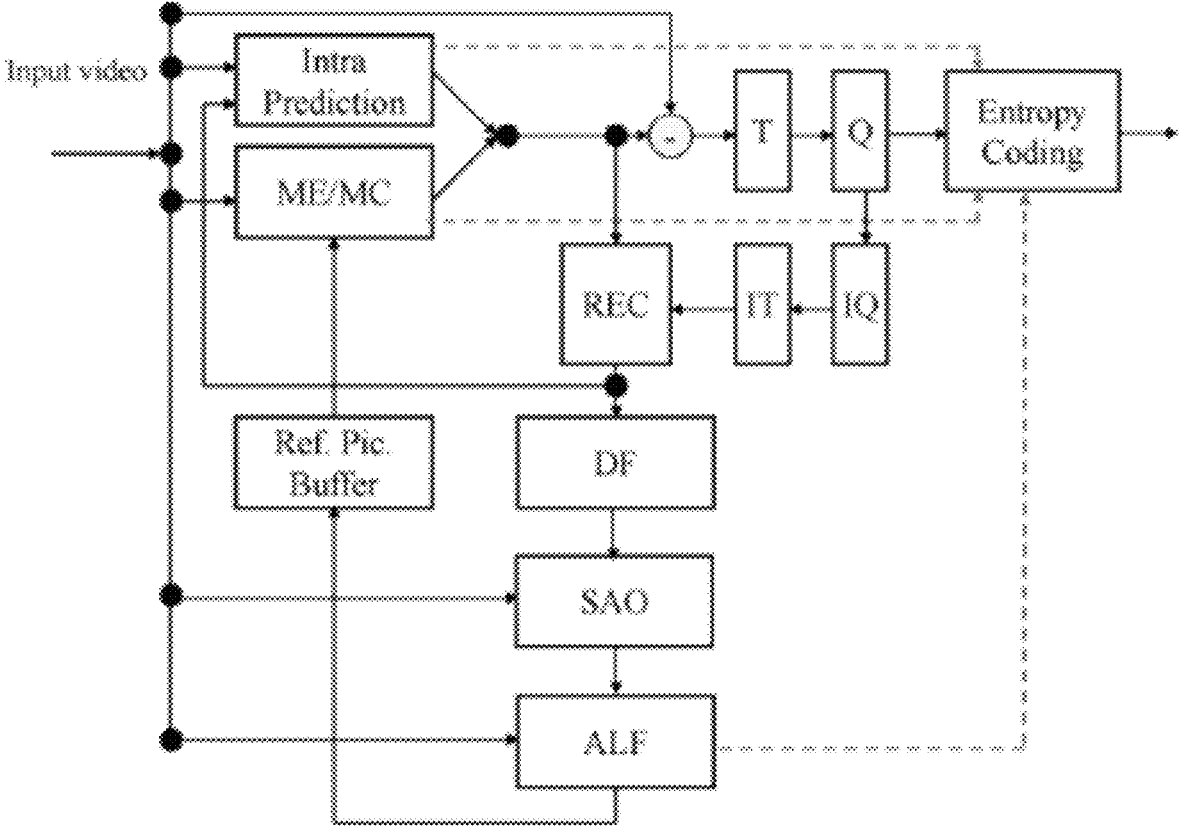 Input video
Intra
Prediction
ME/MC
-
T
Q
Entropy
Coding
REC
IT
IQ
Ref. Pic.
Buffer
DF
SAO
ALF